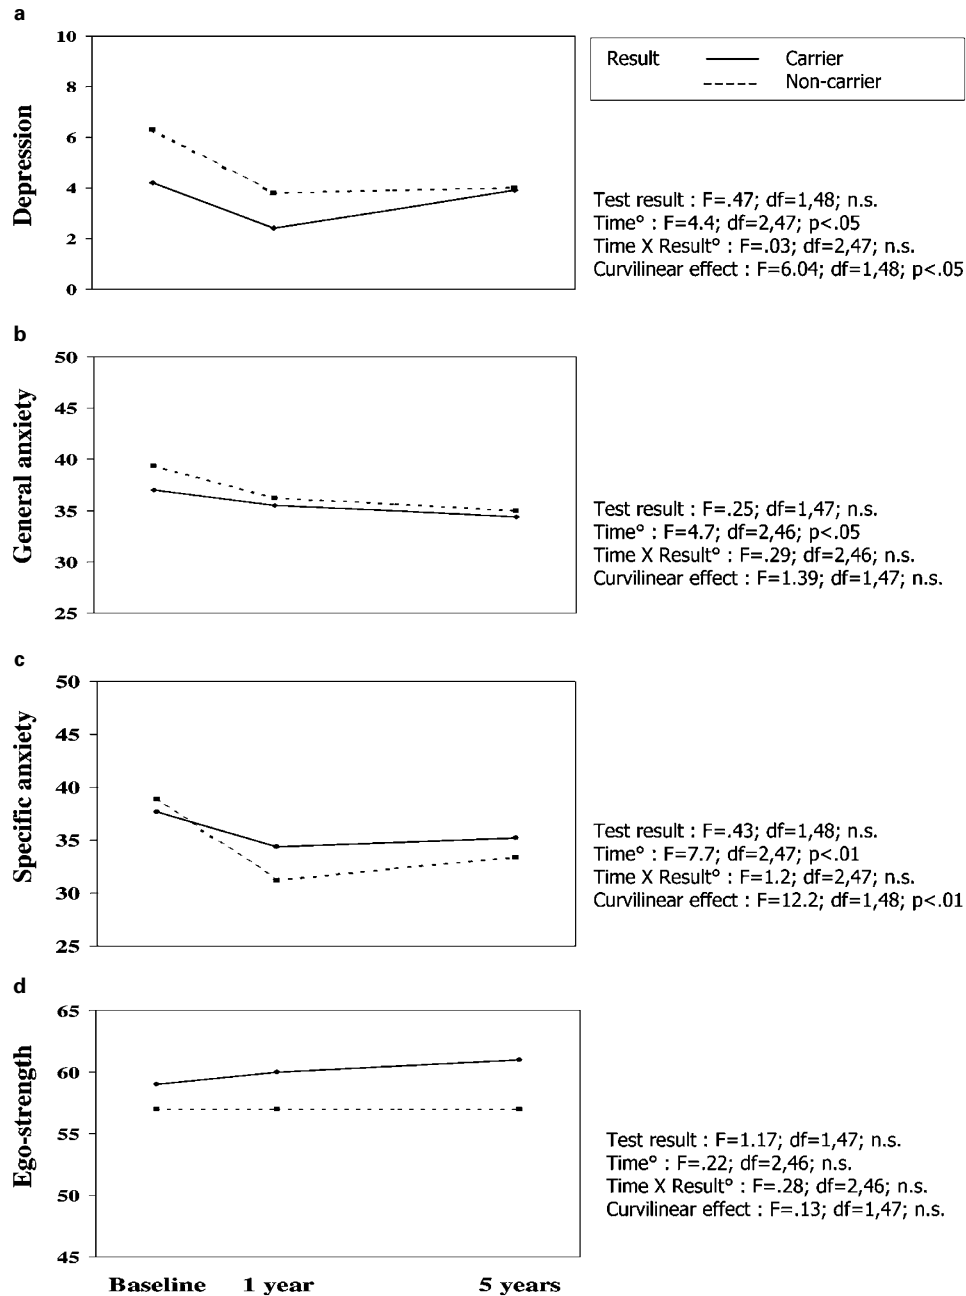 a
10
8
6
4
2
0
Depression
Result Carrier
Non-carrier
Test result : F=.47; df=1,48; n.s.
Time° : F=4.4; df=2,47; p<.05
Time X Result° : F=.03; df=2,47; n.s.
Curvilinear effect : F=6.04; df=1,48; p<.05
b
50
45
40
35
30
25
General anxiety
Test result : F=.25; df=1,47; n.s.
Time° : F=4.7; df=2,46; p<.05
Time X Result° : F=.29; df=2,46; n.s.
Curvilinear effect : F=1.39; df=1,47; n.s.
c
50
45
40
35
30
25
Specific anxiety
Test result : F=.43; df=1,48; n.s.
Time° : F=7.7; df=2,47; p<.01
Time X Result° : F=1.2; df=2,47; n.s.
Curvilinear effect : F=12.2; df=1,48; p<.01
d
65
60
55
50
45
Ego-strength
Test result : F=1.17; df=1,47; n.s.
Time° : F=.22; df=2,46; n.s.
Time X Result° : F=.28; df=2,46; n.s.
Curvilinear effect : F=.13; df=1,47; n.s.
Baseline 1 year 5 years